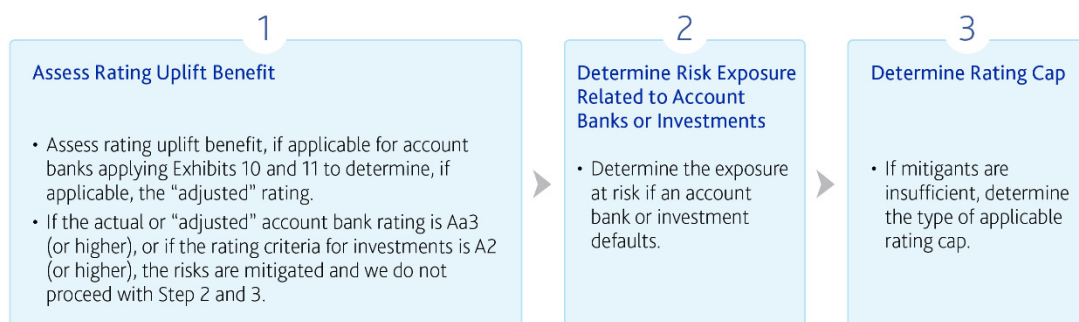 1
Assess Rating Uplift Benefit
• Assess rating uplift benefit, if applicable for account
banks applying Exhibits 10 and 11 to determine, if
applicable, the “adjusted” rating.
• If the actual or “adjusted” account bank rating is Aa3
(or higher), or if the rating criteria for investments is A2
(or higher), the risks are mitigated and we do not
proceed with Step 2 and 3.
2
Determine Risk Exposure
Related to Account
Banks or Investments
• Determine the exposure
at risk if an account
bank or investment
defaults.
3
Determine Rating Cap
• If mitigants are
insufficient, determine
the type of applicable
rating cap.